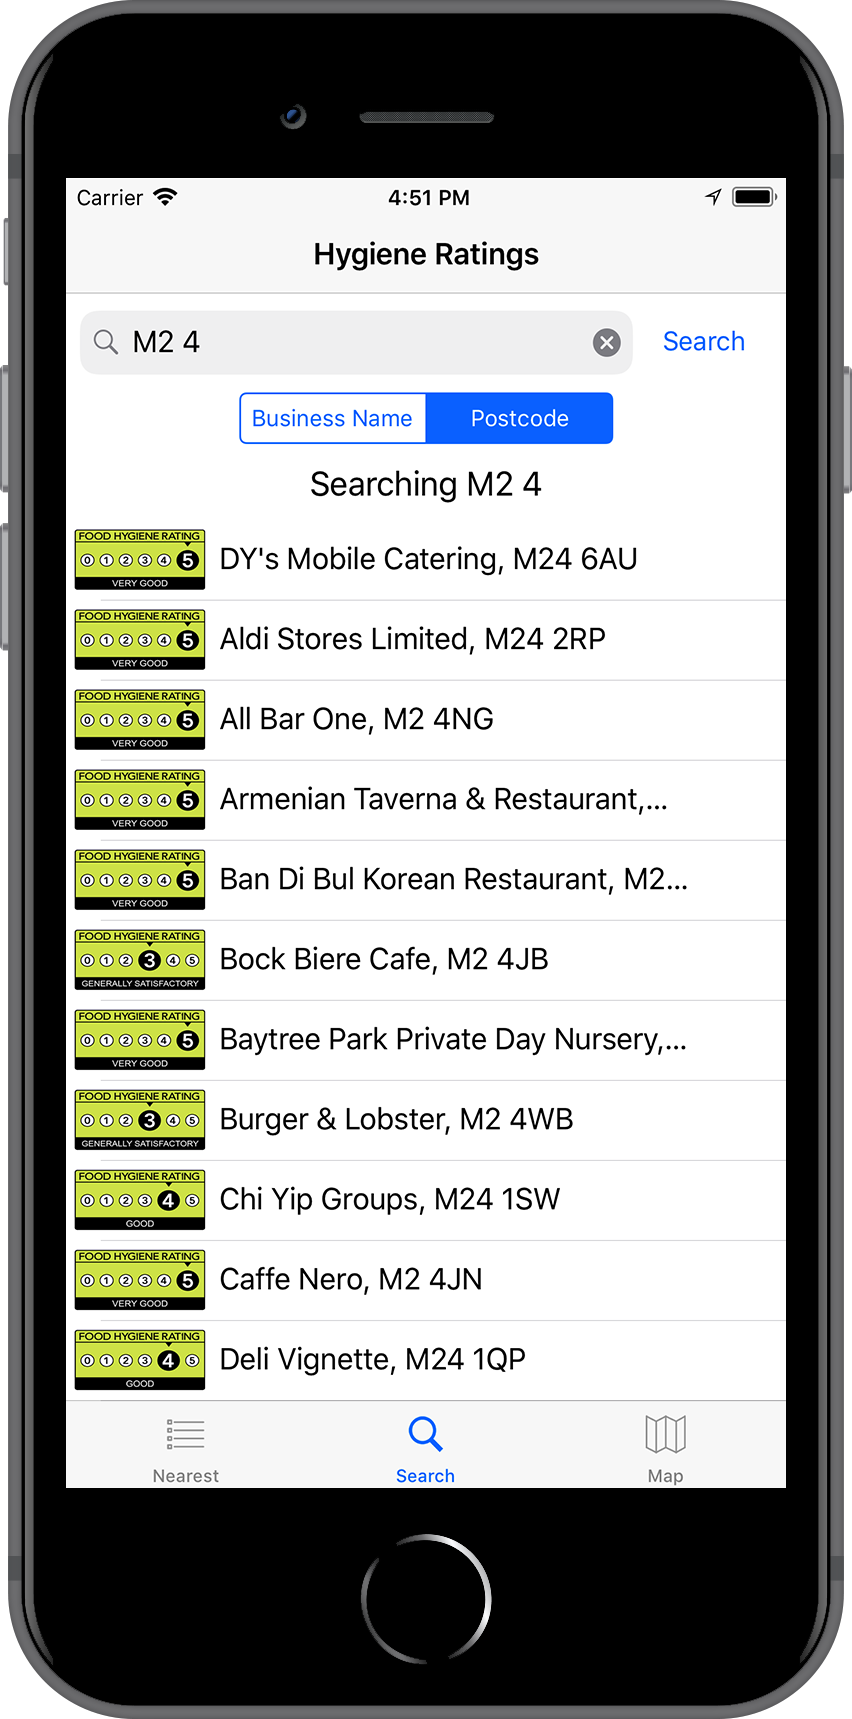 Carrier 4:51 PM
Hygiene Ratings
M2 4 Search
Business Name Postcode
Searching M2 4
FOOD HYGIENE RATING
0 1 2 3 4 5
VERY GOOD
DY's Mobile Catering, M24 6AU
FOOD HYGIENE RATING
0 1 2 3 4 5
VERY GOOD
Aldi Stores Limited, M24 2RP
FOOD HYGIENE RATING
0 1 2 3 4 5
VERY GOOD
All Bar One, M2 4NG
FOOD HYGIENE RATING
0 1 2 3 4 5
VERY GOOD
Armenian Taverna & Restaurant,...
FOOD HYGIENE RATING
0 1 2 3 4 5
VERY GOOD
Ban Di Bul Korean Restaurant, M2...
FOOD HYGIENE RATING
0 1 2 3 4 5
GENERALLY SATISFACTORY
Bock Biere Cafe, M2 4JB
FOOD HYGIENE RATING
0 1 2 3 4 5
VERY GOOD
Baytree Park Private Day Nursery,...
FOOD HYGIENE RATING
0 1 2 3 4 5
GENERALLY SATISFACTORY
Burger & Lobster, M2 4WB
FOOD HYGIENE RATING
0 1 2 3 4 5
GOOD
Chi Yip Groups, M24 1SW
FOOD HYGIENE RATING
0 1 2 3 4 5
VERY GOOD
Caffe Nero, M2 4JN
FOOD HYGIENE RATING
0 1 2 3 4 5
GOOD
Deli Vignette, M24 1QP
Nearest Search Map